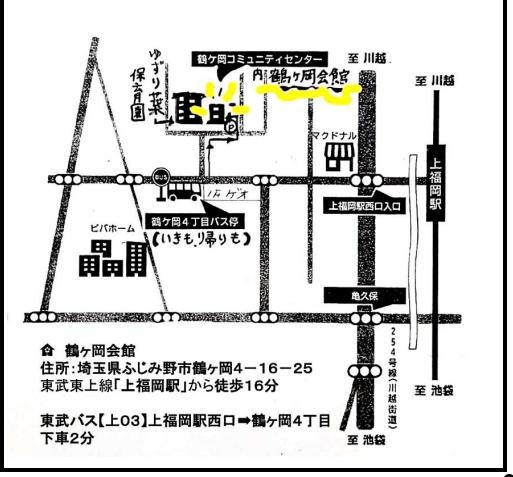 鶴ケ岡コミュニティセンター
内 鶴ヶ岡会館
ゆずり葉
保育園
至 川越
至 川越
マクドナル
P
BUS
上福岡駅
上福岡駅西口入口
鶴ケ岡4丁目バス停
(いきも、帰りも)
ビバホーム
亀久保
254号線(川越街道)
至 池袋
至 池袋
鶴ヶ岡会館
住所:埼玉県ふじみ野市鶴ヶ岡4-16-25
東武東上線「上福岡駅」から徒歩16分
東武バス【上03】上福岡駅西口➡鶴ヶ岡4丁目
下車2分